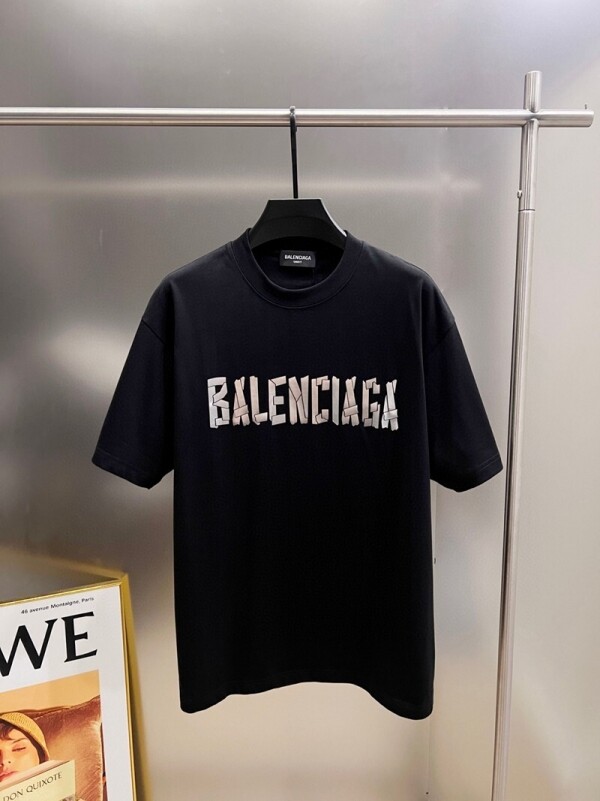 BALENCIAGA
BALENCIAGA
46 avenue Montaigne, Paris
WE
DON QUIXOTE